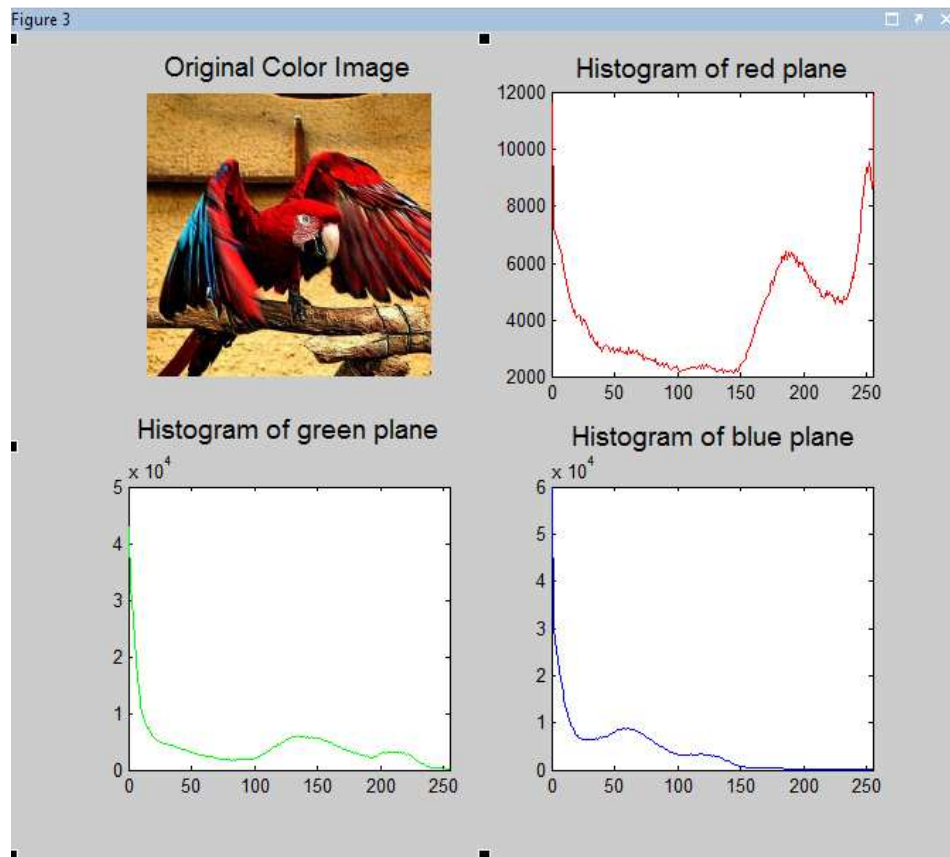 Figure 3
Original Color Image
Histogram of red plane
12000
10000
8000
6000
4000
2000
0 50 100 150 200 250
Histogram of green plane
x 10^4
5
4
3
2
1
0
0 50 100 150 200 250
Histogram of blue plane
x 10^4
6
5
4
3
2
1
0
0 50 100 150 200 250